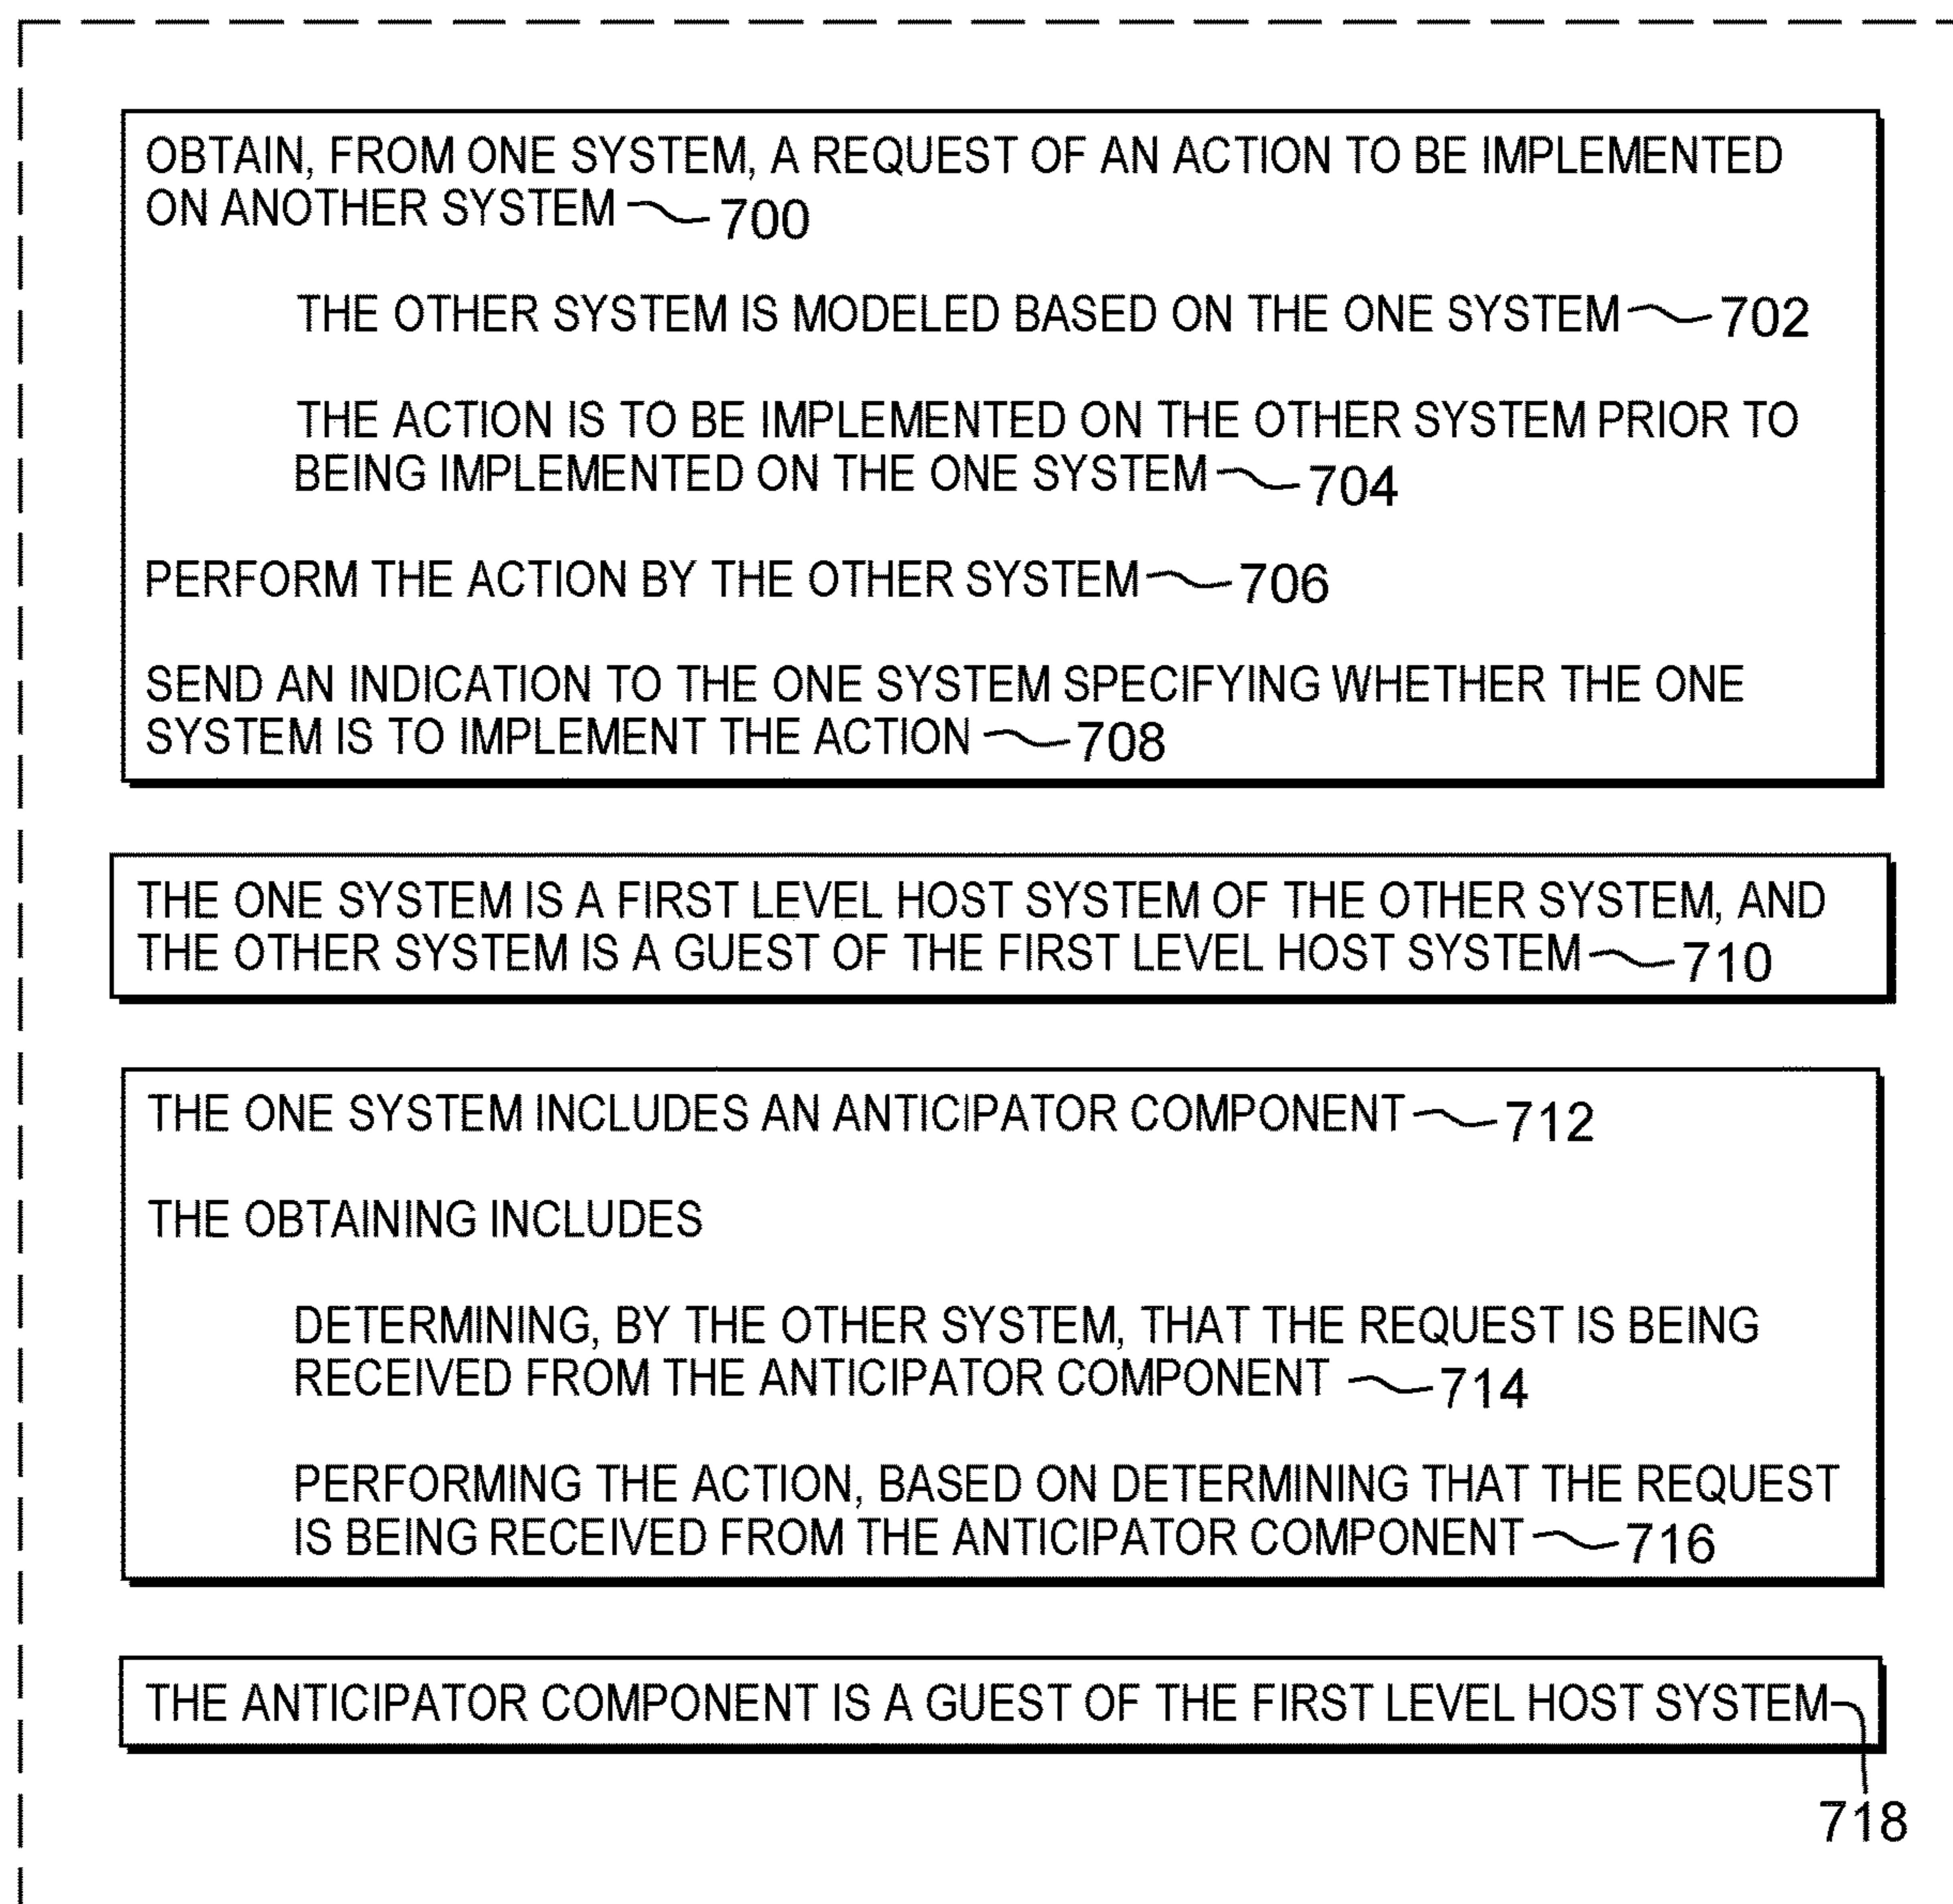 OBTAIN, FROM ONE SYSTEM, A REQUEST OF AN ACTION TO BE IMPLEMENTED
ON ANOTHER SYSTEM 700
THE OTHER SYSTEM IS MODELED BASED ON THE ONE SYSTEM 702
THE ACTION IS TO BE IMPLEMENTED ON THE OTHER SYSTEM PRIOR TO
BEING IMPLEMENTED ON THE ONE SYSTEM 704
PERFORM THE ACTION BY THE OTHER SYSTEM 706
SEND AN INDICATION TO THE ONE SYSTEM SPECIFYING WHETHER THE ONE
SYSTEM IS TO IMPLEMENT THE ACTION 708
THE ONE SYSTEM IS A FIRST LEVEL HOST SYSTEM OF THE OTHER SYSTEM, AND
THE OTHER SYSTEM IS A GUEST OF THE FIRST LEVEL HOST SYSTEM 710
THE ONE SYSTEM INCLUDES AN ANTICIPATOR COMPONENT 712
THE OBTAINING INCLUDES
DETERMINING, BY THE OTHER SYSTEM, THAT THE REQUEST IS BEING
RECEIVED FROM THE ANTICIPATOR COMPONENT 714
PERFORMING THE ACTION, BASED ON DETERMINING THAT THE REQUEST
IS BEING RECEIVED FROM THE ANTICIPATOR COMPONENT 716
THE ANTICIPATOR COMPONENT IS A GUEST OF THE FIRST LEVEL HOST SYSTEM
718